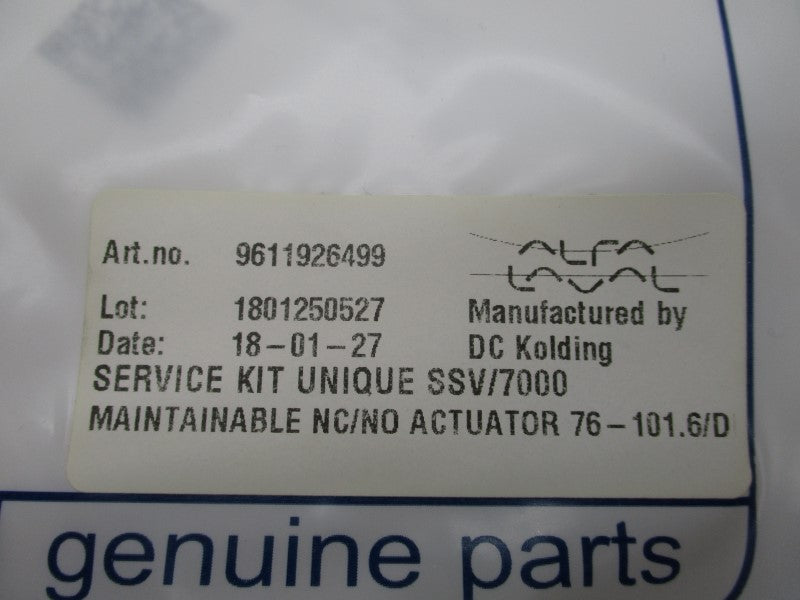 Art.no. 9611926499
ALFA
LAVAL
Lot: 1801250527
Manufactured by
Date: 18-01-27
DC Kolding
SERVICE KIT UNIQUE SSV/7000
MAINTAINABLE NC/NO ACTUATOR 76-101.6/D
genuine parts